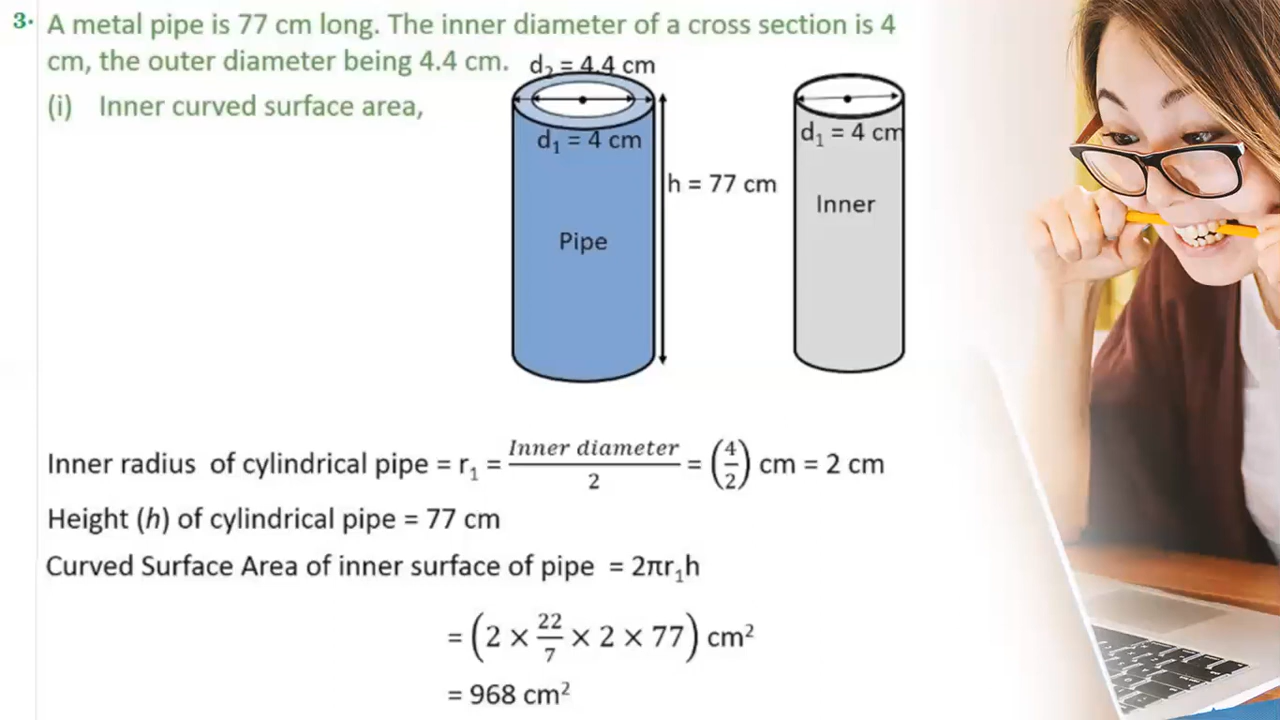 3. A metal pipe is 77 cm long. The inner diameter of a cross section is 4
cm, the outer diameter being 4.4 cm.
d₂ = 4.4 cm
(i) Inner curved surface area,
d₁ = 4 cm
d₁ = 4 cm
h = 77 cm
Inner
Pipe
Inner radius of cylindrical pipe = r₁ = Inner diameter/2 = (4/2) cm = 2 cm
Height (h) of cylindrical pipe = 77 cm
Curved Surface Area of inner surface of pipe = 2πr₁h
= (2 × 22/7 × 2 × 77) cm²
= 968 cm²